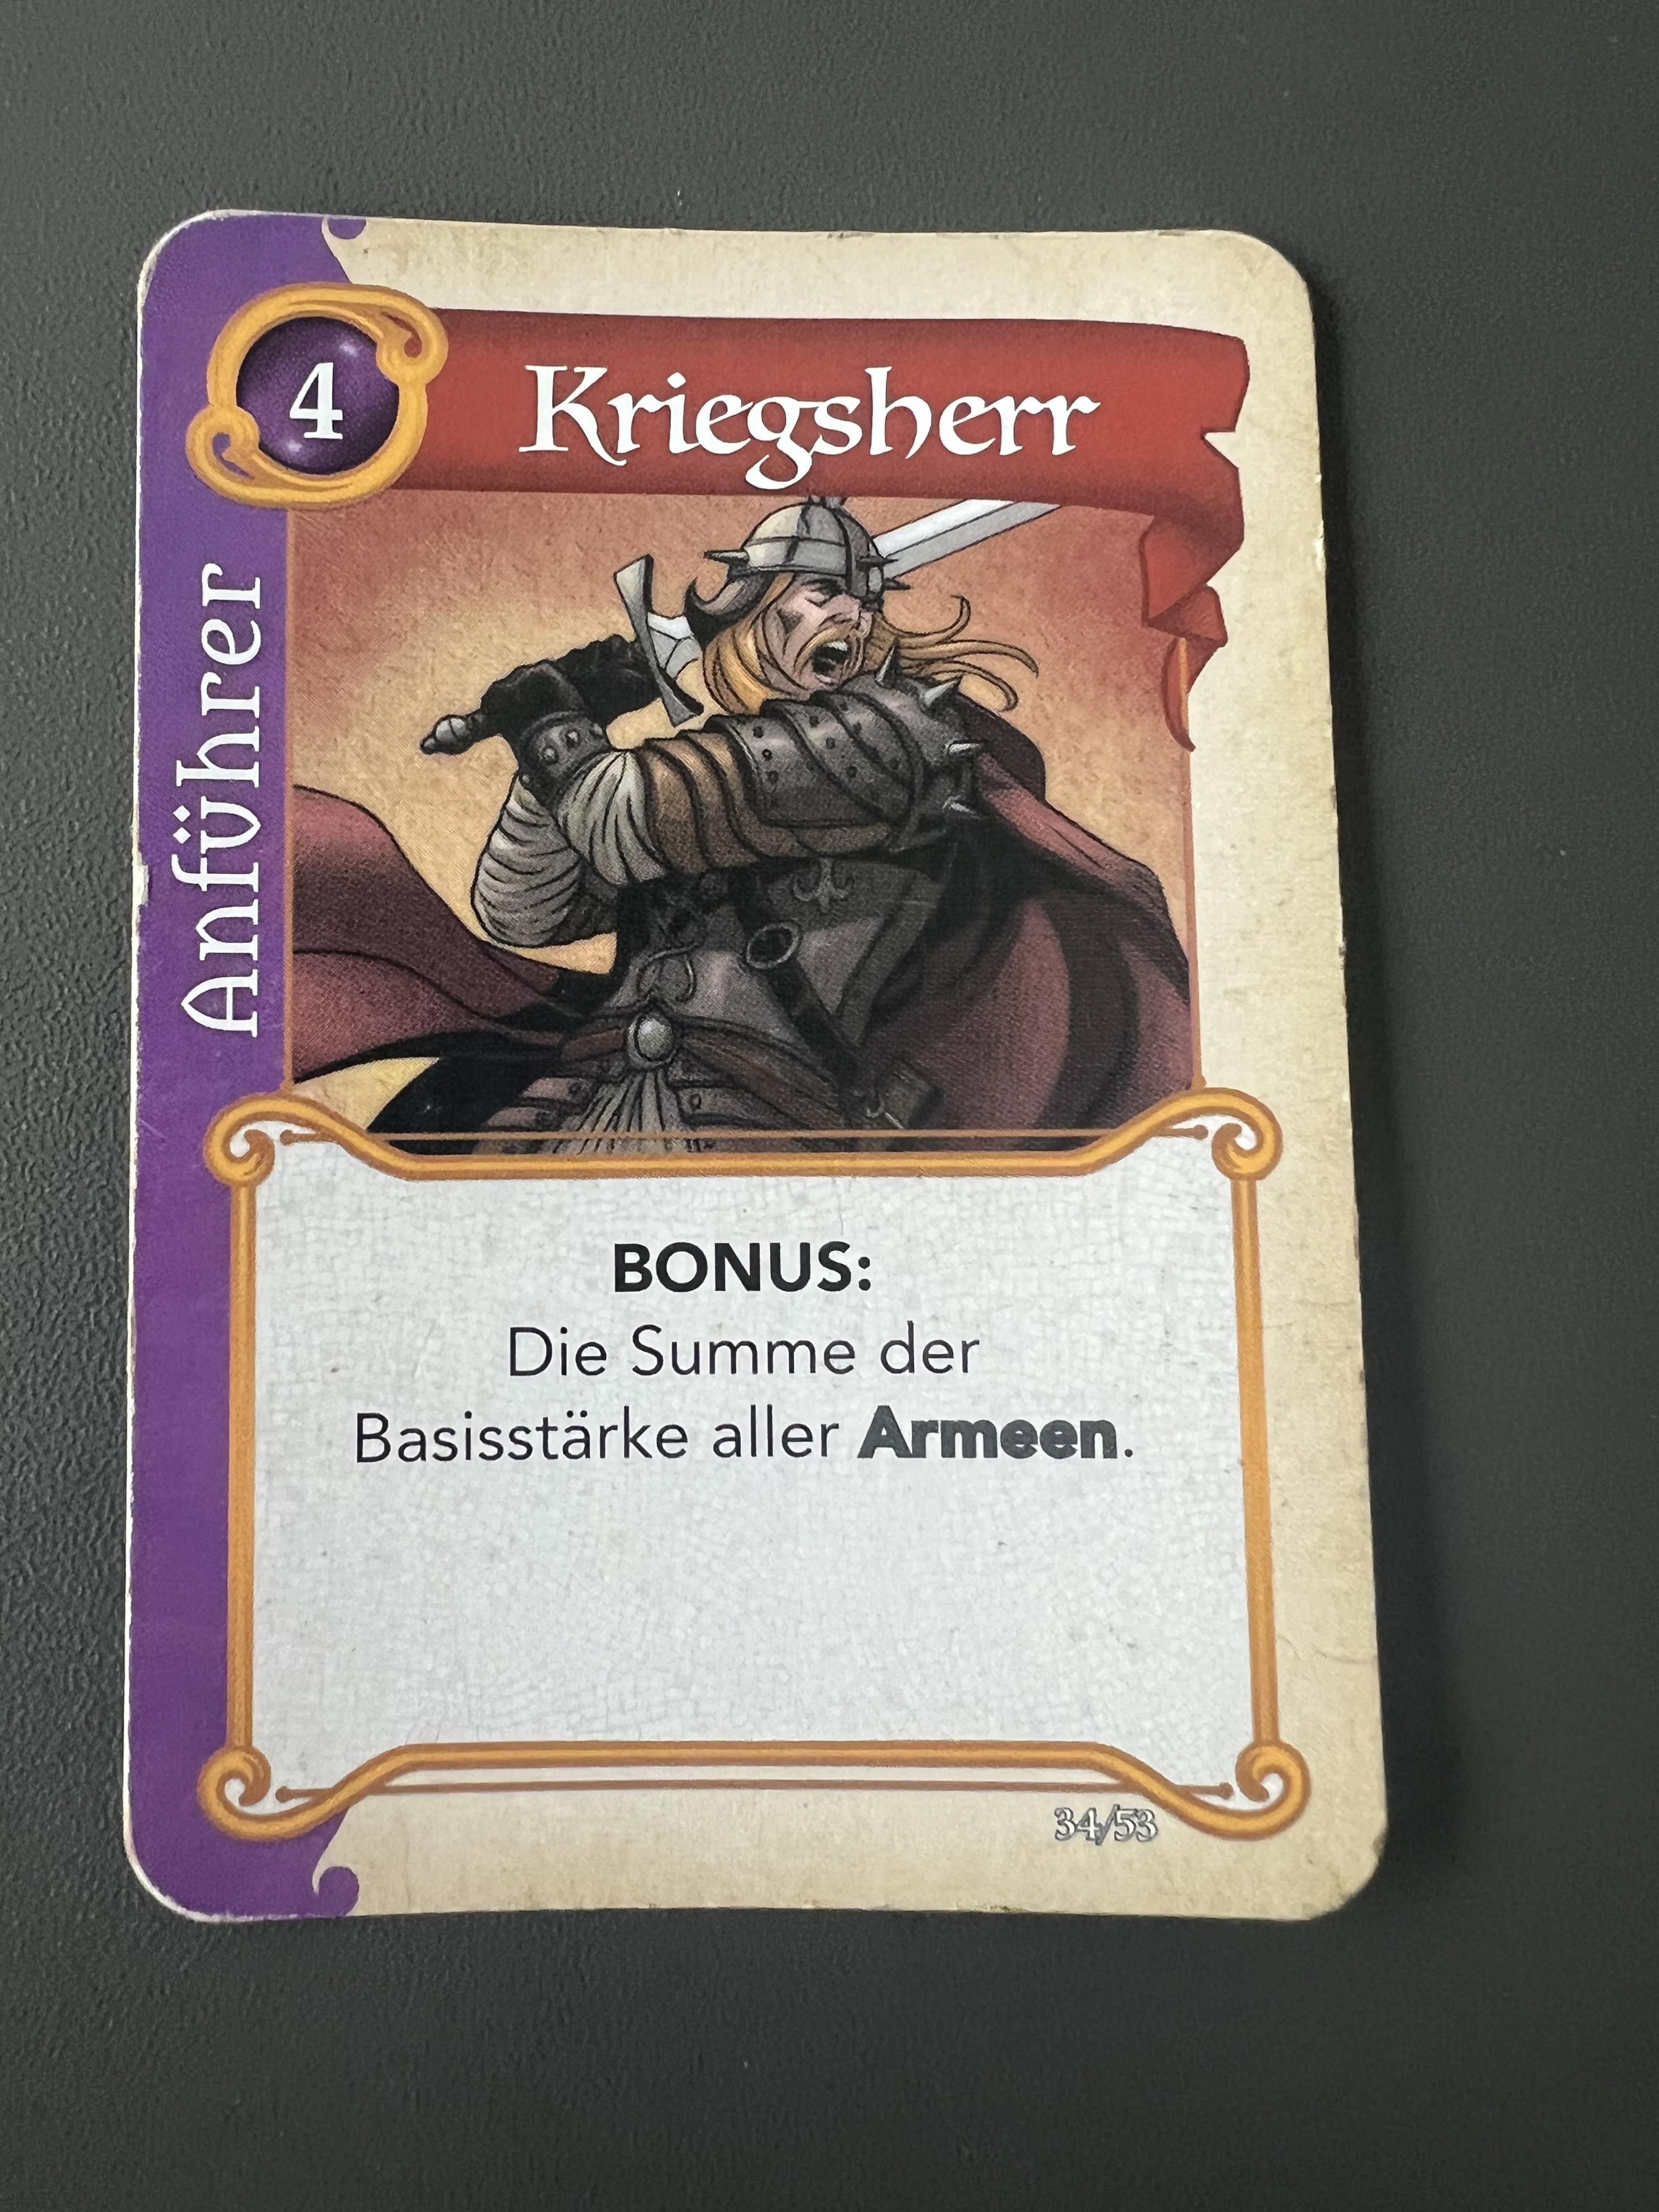 4
Kriegsherr
Anführer
BONUS:
Die Summe der
Basisstärke aller Armeen.
34/53